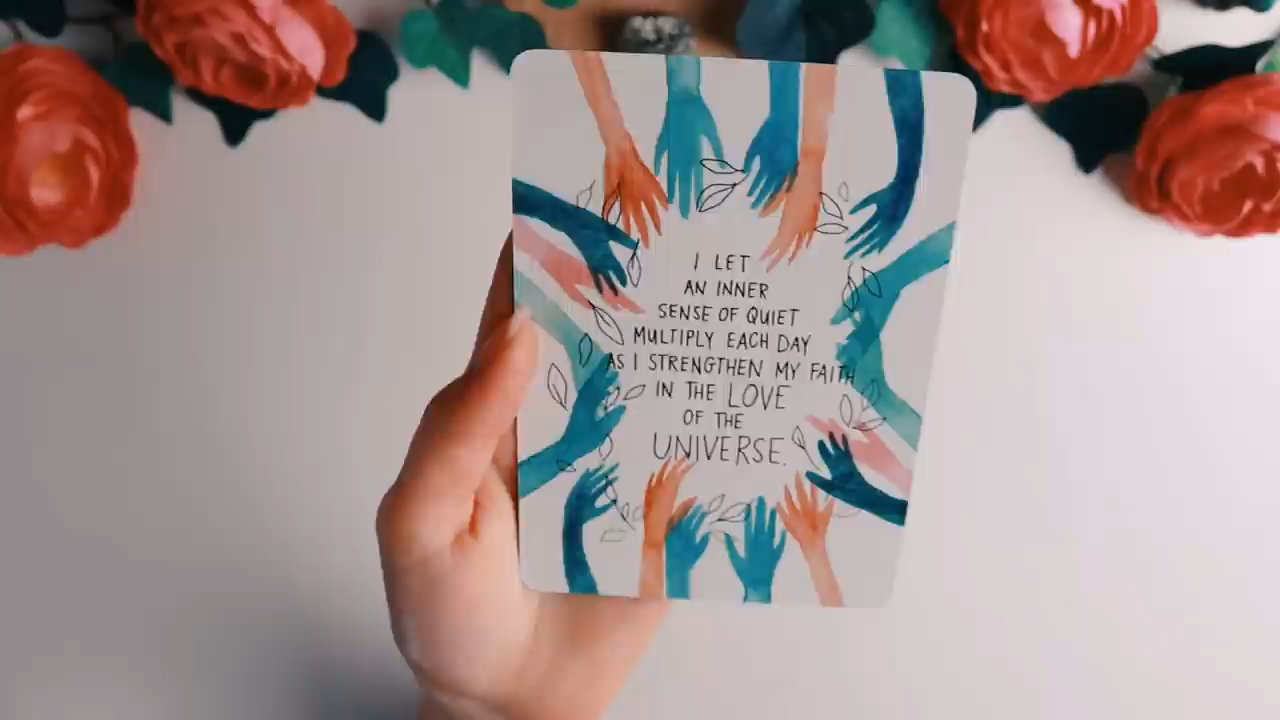 I LET
AN INNER
SENSE OF QUIET
MULTIPLY EACH DAY
AS I STRENGTHEN MY FAITH
IN THE LOVE
OF THE
UNIVERSE.